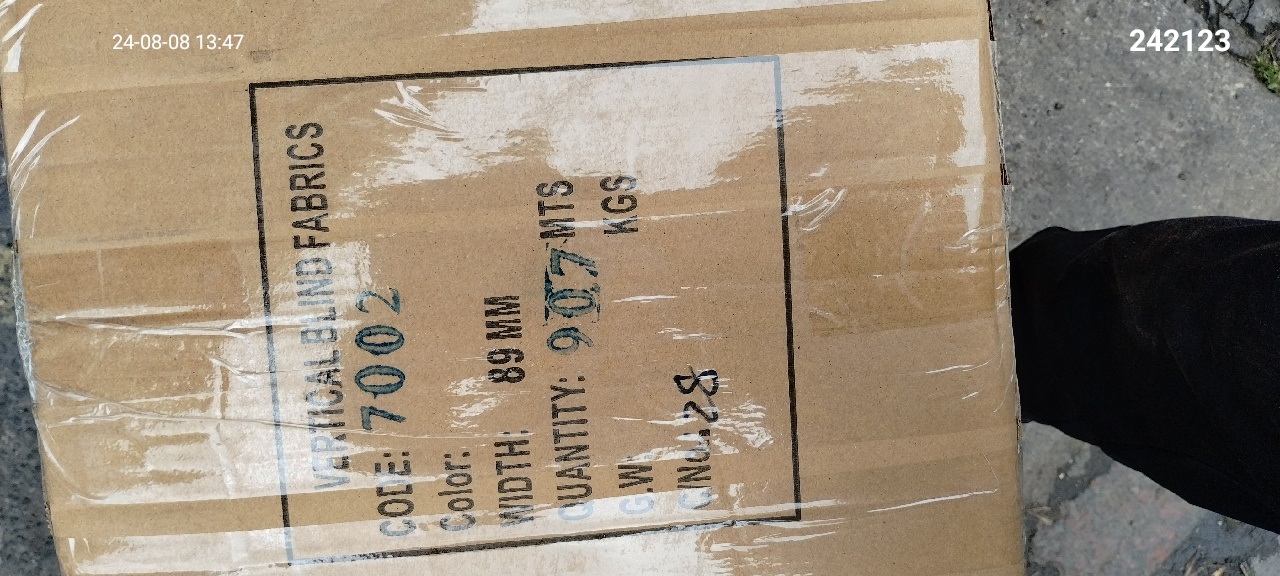 24-08-08 13:47
242123
VERTICAL BLIND FABRICS
CODE: 7002
Color:
WIDTH: 89 MM
QUANTITY: 907 MTS
G.W KGS
C/No.: 28